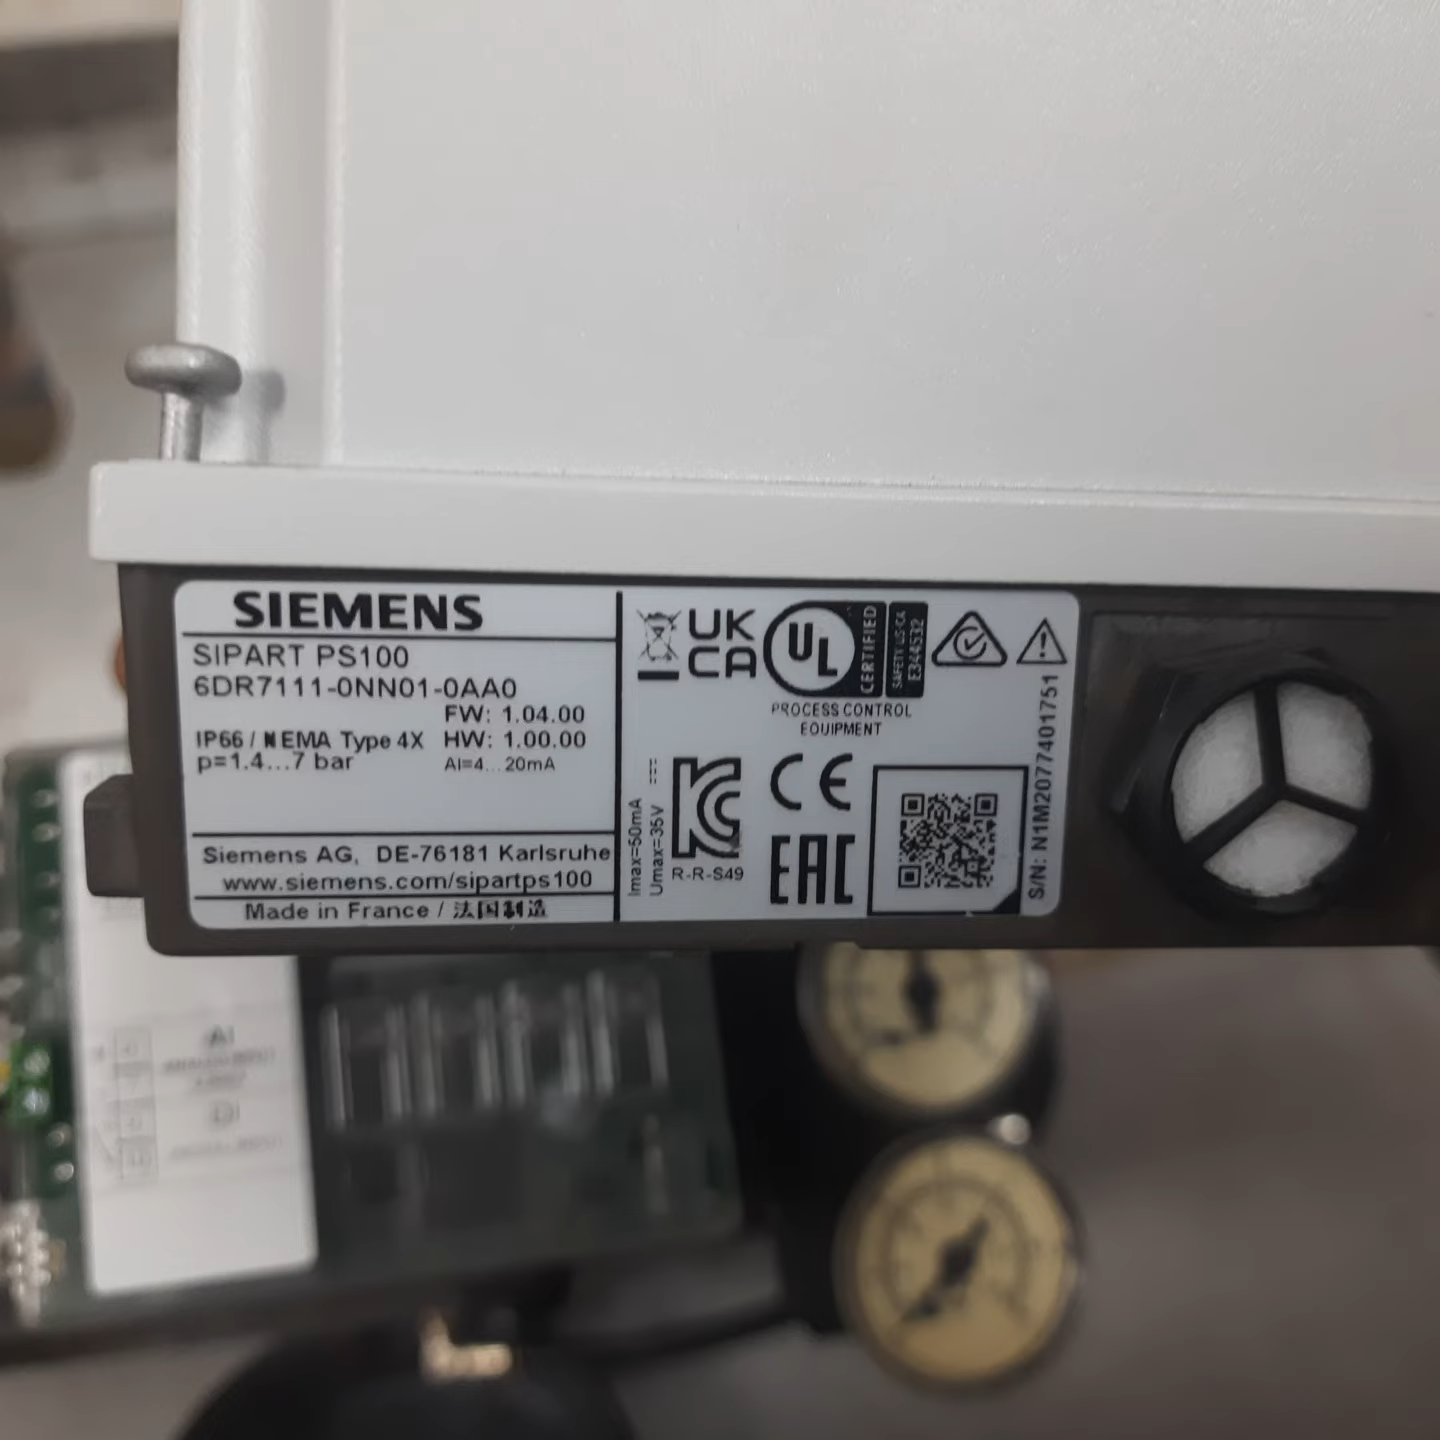 SIEMENS
SIPART PS100
6DR7111-0NN01-0AA0
FW: 1.04.00
IP66 / NEMA Type 4X HW: 1.00.00
p=1.4...7 bar AI=4...20mA
Siemens AG, DE-76181 Karlsruhe
www.siemens.com/sipartps100
Made in France / 法国制造
UK
CA
UL
CERTIFIED
SAFETY US-CA
E344532
PROCESS CONTROL
EQUIPMENT
Imax=50mA
Umax=35V
R-R-S49
CE
EAC
S/N: N1M2077401751
AI